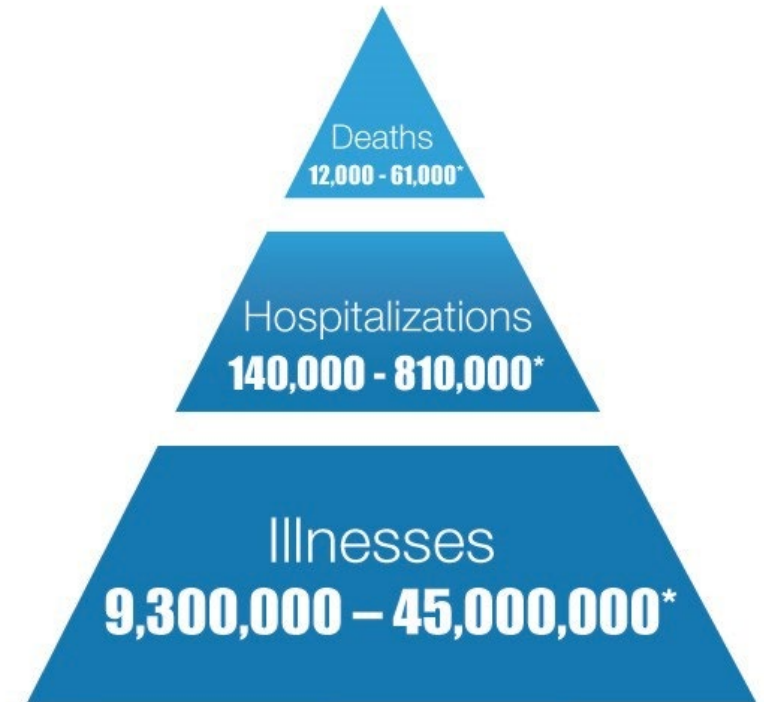 Deaths
12,000 - 61,000*
Hospitalizations
140,000 - 810,000*
Illnesses
9,300,000 – 45,000,000*